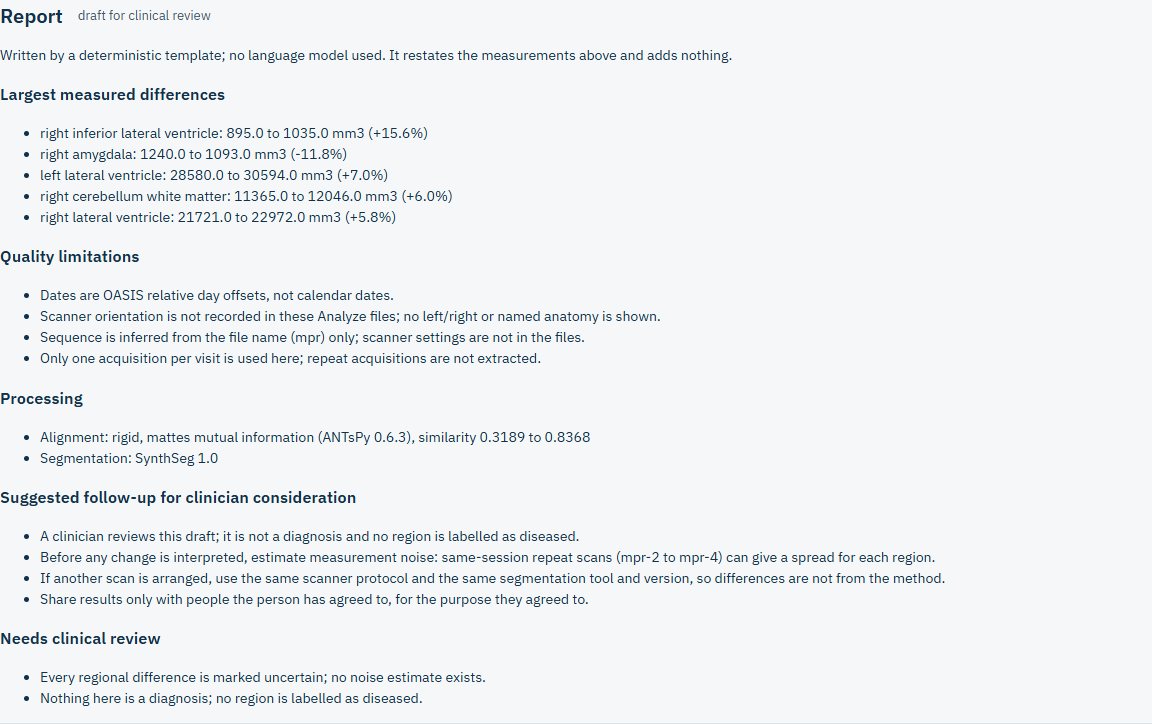 Report draft for clinical review
Written by a deterministic template; no language model used. It restates the measurements above and adds nothing.
Largest measured differences
right inferior lateral ventricle: 895.0 to 1035.0 mm3 (+15.6%)
right amygdala: 1240.0 to 1093.0 mm3 (-11.8%)
left lateral ventricle: 28580.0 to 30594.0 mm3 (+7.0%)
right cerebellum white matter: 11365.0 to 12046.0 mm3 (+6.0%)
right lateral ventricle: 21721.0 to 22972.0 mm3 (+5.8%)
Quality limitations
Dates are OASIS relative day offsets, not calendar dates.
Scanner orientation is not recorded in these Analyze files; no left/right or named anatomy is shown.
Sequence is inferred from the file name (mpr) only; scanner settings are not in the files.
Only one acquisition per visit is used here; repeat acquisitions are not extracted.
Processing
Alignment: rigid, mattes mutual information (ANTsPy 0.6.3), similarity 0.3189 to 0.8368
Segmentation: SynthSeg 1.0
Suggested follow-up for clinician consideration
A clinician reviews this draft; it is not a diagnosis and no region is labelled as diseased.
Before any change is interpreted, estimate measurement noise: same-session repeat scans (mpr-2 to mpr-4) can give a spread for each region.
If another scan is arranged, use the same scanner protocol and the same segmentation tool and version, so differences are not from the method.
Share results only with people the person has agreed to, for the purpose they agreed to.
Needs clinical review
Every regional difference is marked uncertain; no noise estimate exists.
Nothing here is a diagnosis; no region is labelled as diseased.